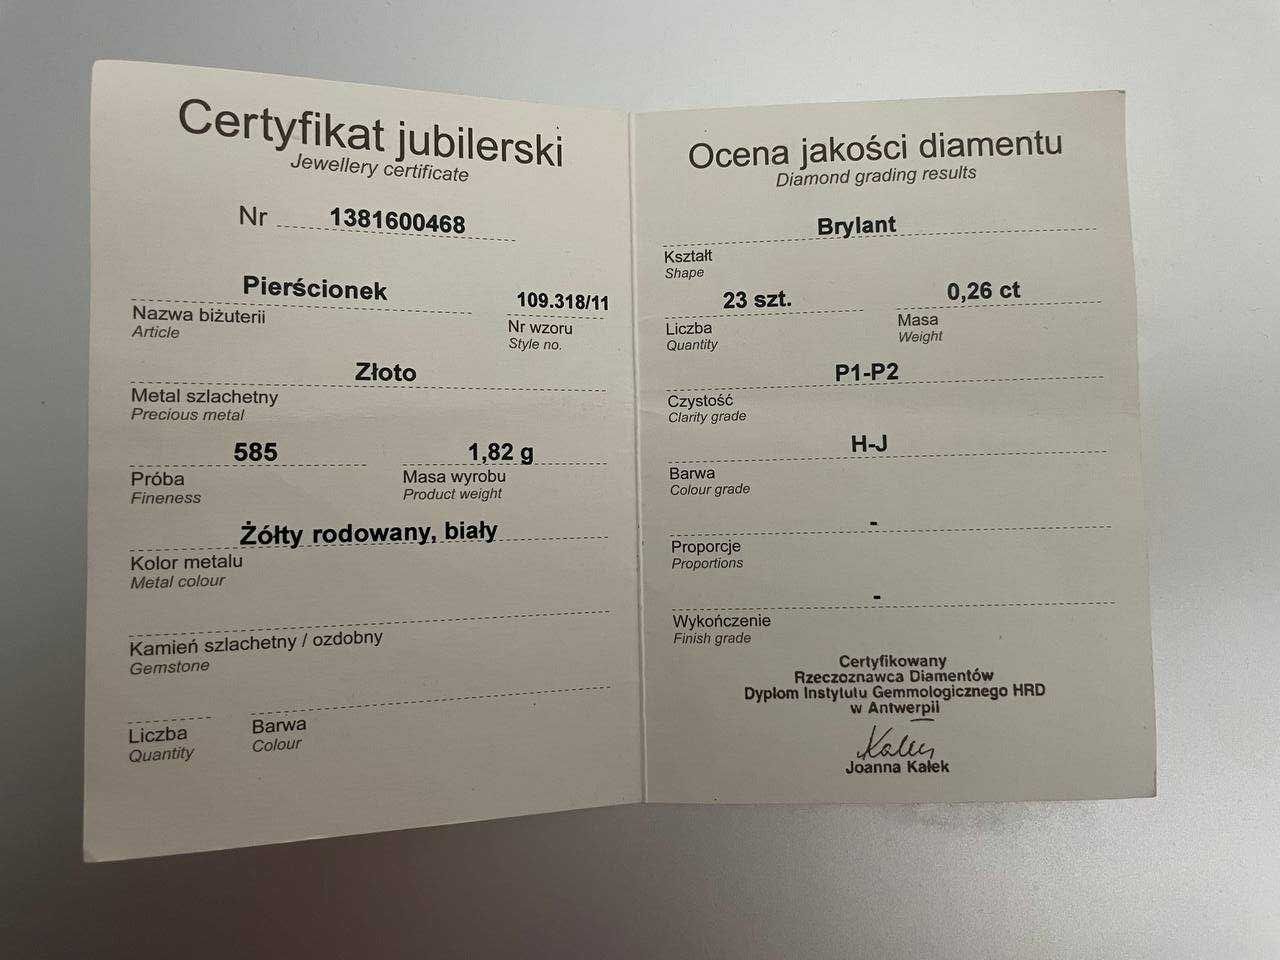 Certyfikat jubilerski
Jewellery certificate
Nr 1381600468
Pierścionek 109.318/11
Nazwa biżuterii Nr wzoru
Article Style no.
Złoto
Metal szlachetny
Precious metal
585 1,82 g
Próba Masa wyrobu
Fineness Product weight
Żółty rodowany, biały
Kolor metalu
Metal colour
Kamień szlachetny / ozdobny
Gemstone
Liczba Barwa
Quantity Colour
Ocena jakości diamentu
Diamond grading results
Brylant
Kształt
Shape
23 szt. 0,26 ct
Liczba Masa
Quantity Weight
P1-P2
Czystość
Clarity grade
H-J
Barwa
Colour grade
-
Proporcje
Proportions
-
Wykończenie
Finish grade
Certyfikowany
Rzeczoznawca Diamentów
Dyplom Instytutu Gemmologicznego HRD
w Antwerpii
Kałek
Joanna Kałek